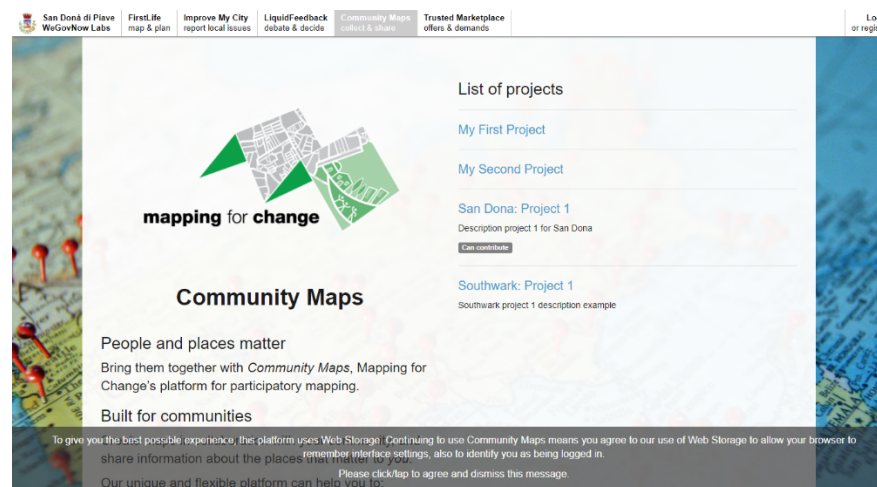 San Donà di Piave
WeGovNow Labs
FirstLife
map & plan
Improve My City
report local issues
LiquidFeedback
debate & decide
Community Maps
collect & share
Trusted Marketplace
offers & demands
or
mapping for change
Community Maps
People and places matter
Bring them together with Community Maps, Mapping for
Change's platform for participatory mapping.
Built for communities
share information about the places that matter to you.
Our unique and flexible platform can help you to:
List of projects
My First Project
My Second Project
San Dona: Project 1
Description project 1 for San Dona
Can contribute
Southwark: Project 1
Southwark project 1 description example
To give you the best possible experience, this platform uses Web Storage. Continuing to use Community Maps means you agree to our use of Web Storage to allow your browser to
remember interface settings, also to identify you as being logged in.
Please click/tap to agree and dismiss this message.